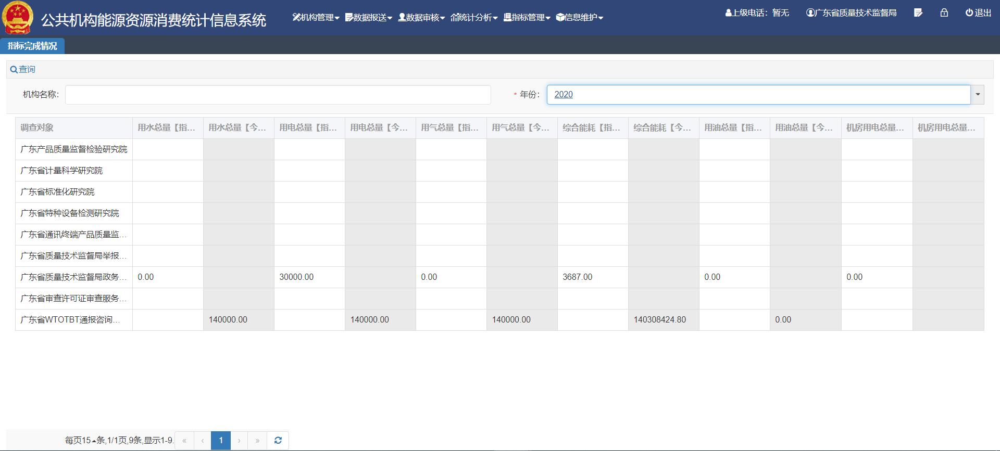 公共机构能源资源消费统计信息系统 机构管理 数据报送 数据审核 统计分析 指标管理 信息维护 上级电话：暂无 广东省质量技术监督局 退出
指标完成情况
查询
机构名称： * 年份： 2020
调查对象 用水总量【指... 用水总量【今... 用电总量【指... 用电总量【今... 用气总量【指... 用气总量【今... 综合能耗【指... 综合能耗【今... 用油总量【指... 用油总量【今... 机房用电总量... 机房用电总量...
广东产品质量监督检验研究院
广东省计量科学研究院
广东省标准化研究院
广东省特种设备检测研究院
广东省通讯终端产品质量监...
广东省质量技术监督局举报...
广东省质量技术监督局政务... 0.00 30000.00 0.00 3687.00 0.00 0.00
广东省审查许可证审查服务...
广东省WTOTBT通报咨询... 140000.00 140000.00 140000.00 140308424.80 0.00
每页15条,1/1页,9条,显示1-9. « ‹ 1 › »